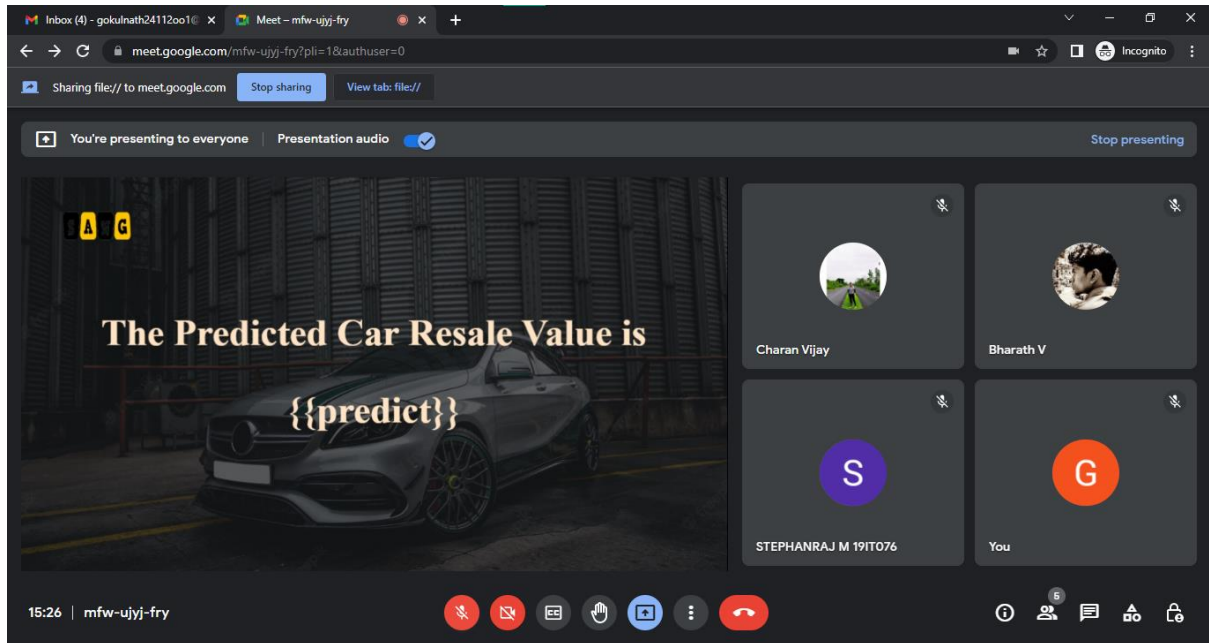 Inbox (4) - gokulnath24112oo1@
Meet – mfw-ujyj-fry
meet.google.com/mfw-ujyj-fry?pli=1&authuser=0
Incognito
Sharing file:// to meet.google.com
Stop sharing
View tab: file://
You're presenting to everyone
Presentation audio
Stop presenting
A G
The Predicted Car Resale Value is
{{predict}}
Charan Vijay
Bharath V
S
STEPHANRAJ M 19IT076
G
You
15:26 | mfw-ujyj-fry
CC
5